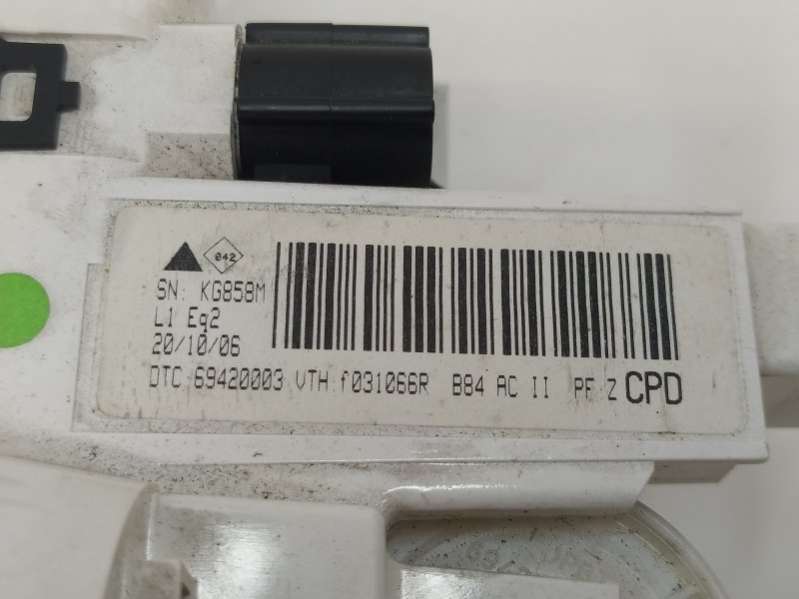 042
SN: KG858M
L1 Eq2
20/10/06
DTC 69420003 VTH f031066R B84 AC II PF Z CPD